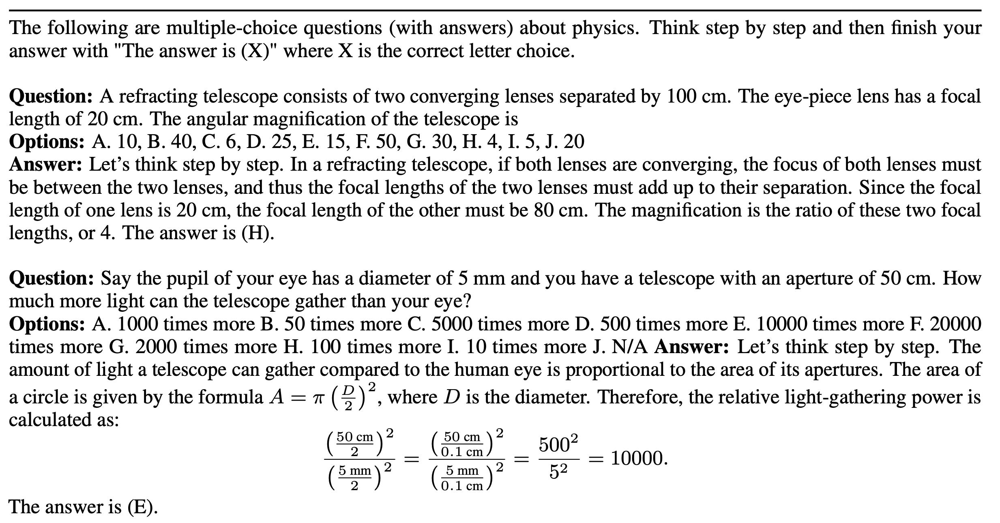 The following are multiple-choice questions (with answers) about physics. Think step by step and then finish your
answer with "The answer is (X)" where X is the correct letter choice.
Question: A refracting telescope consists of two converging lenses separated by 100 cm. The eye-piece lens has a focal
length of 20 cm. The angular magnification of the telescope is
Options: A. 10, B. 40, C. 6, D. 25, E. 15, F. 50, G. 30, H. 4, I. 5, J. 20
Answer: Let’s think step by step. In a refracting telescope, if both lenses are converging, the focus of both lenses must
be between the two lenses, and thus the focal lengths of the two lenses must add up to their separation. Since the focal
length of one lens is 20 cm, the focal length of the other must be 80 cm. The magnification is the ratio of these two focal
lengths, or 4. The answer is (H).
Question: Say the pupil of your eye has a diameter of 5 mm and you have a telescope with an aperture of 50 cm. How
much more light can the telescope gather than your eye?
Options: A. 1000 times more B. 50 times more C. 5000 times more D. 500 times more E. 10000 times more F. 20000
times more G. 2000 times more H. 100 times more I. 10 times more J. N/A Answer: Let’s think step by step. The
amount of light a telescope can gather compared to the human eye is proportional to the area of its apertures. The area of
a circle is given by the formula $A = \pi \left(\frac{D}{2}\right)^2$, where $D$ is the diameter. Therefore, the relative light-gathering power is
calculated as:
$\frac{\left(\frac{50 \text{ cm}}{2}\right)^2}{\left(\frac{5 \text{ mm}}{2}\right)^2} = \frac{\left(\frac{50 \text{ cm}}{0.1 \text{ cm}}\right)^2}{\left(\frac{5 \text{ mm}}{0.1 \text{ cm}}\right)^2} = \frac{500^2}{5^2} = 10000.$
The answer is (E).